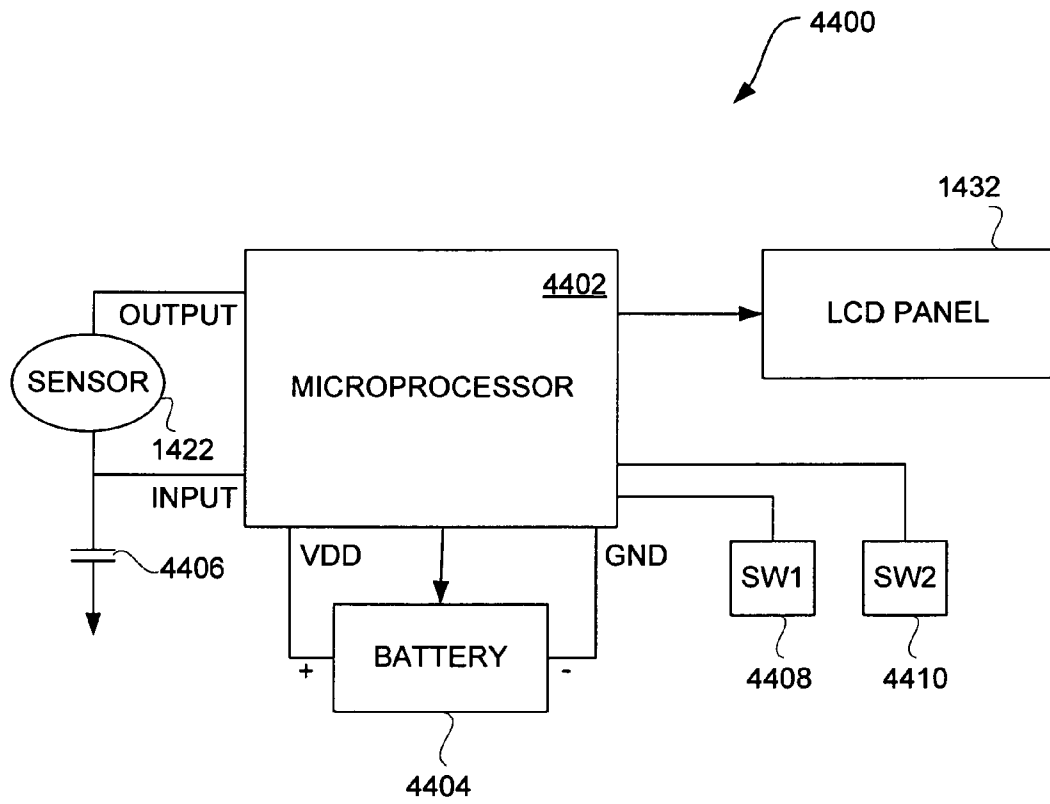 4400
1432
4402
OUTPUT
LCD PANEL
SENSOR
MICROPROCESSOR
1422
INPUT
VDD
GND
4406
SW1
SW2
BATTERY
+
-
4408
4410
4404